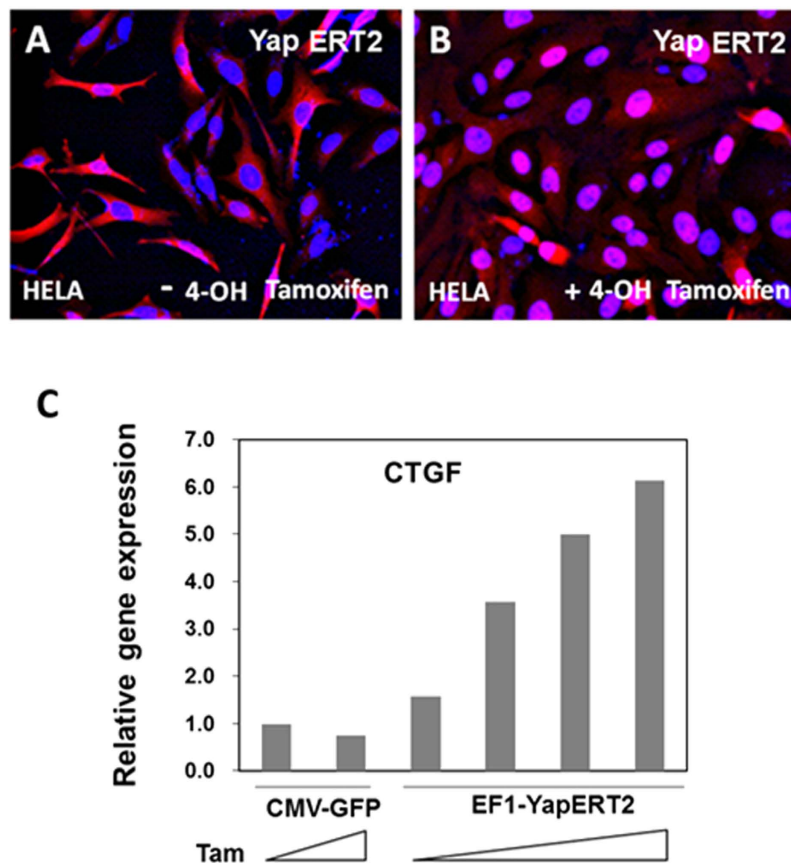 A
Yap ERT2
HELA - 4-OH Tamoxifen
B
Yap ERT2
HELA + 4-OH Tamoxifen
C
Relative gene expression
7.0
6.0
5.0
4.0
3.0
2.0
1.0
0.0
CTGF
CMV-GFP
EF1-YapERT2
Tam